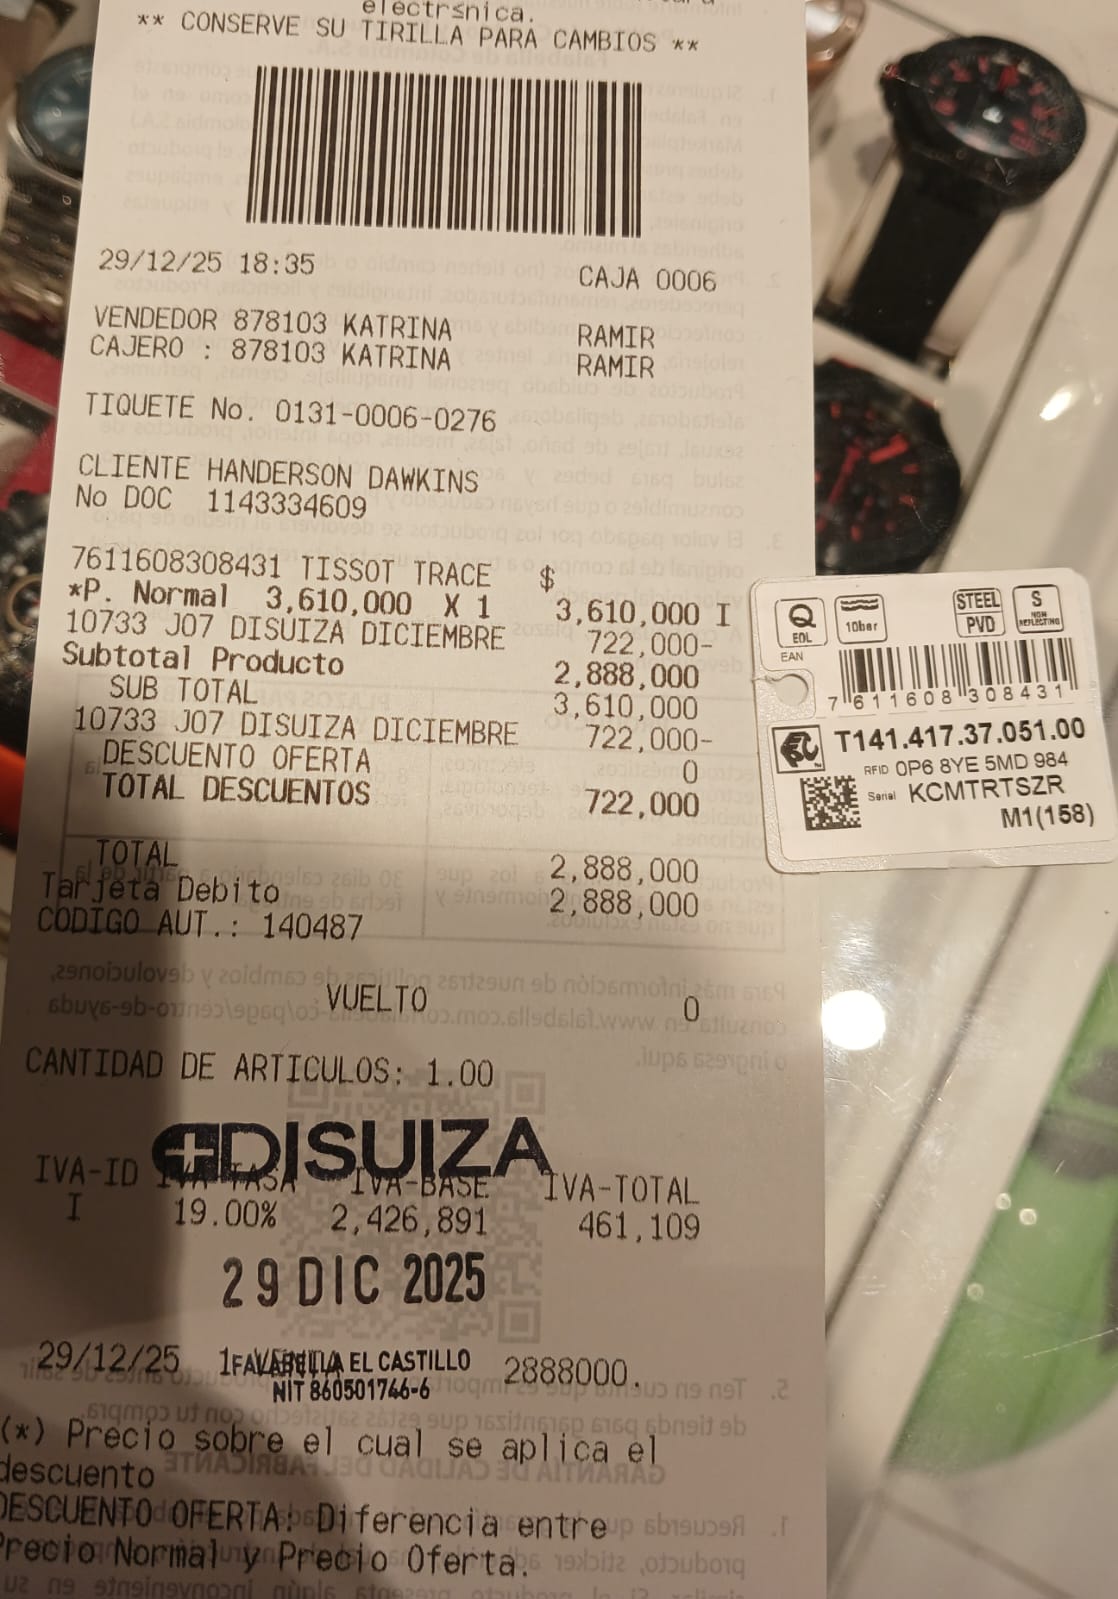 electrónica.
** CONSERVE SU TIRILLA PARA CAMBIOS **
29/12/25 18:35 CAJA 0006
VENDEDOR 878103 KATRINA RAMIR
CAJERO : 878103 KATRINA RAMIR
TIQUETE No. 0131-0006-0276
CLIENTE HANDERSON DAWKINS
No DOC 1143334609
7611608308431 TISSOT TRACE $
*P. Normal 3,610,000 X 1 3,610,000 I
10733 J07 DISUIZA DICIEMBRE 722,000-
Subtotal Producto 2,888,000
SUB TOTAL 3,610,000
10733 J07 DISUIZA DICIEMBRE 722,000-
DESCUENTO OFERTA 0
TOTAL DESCUENTOS 722,000
TOTAL 2,888,000
Tarjeta Debito 2,888,000
CODIGO AUT.: 140487
VUELTO 0
CANTIDAD DE ARTICULOS: 1.00
DISUIZA
IVA-ID IVA TASA IVA-BASE IVA-TOTAL
I 19.00% 2,426,891 461,109
29 DIC 2025
29/12/25 2888000.
FALABELLA EL CASTILLO
NIT 860501746-6
(*) Precio sobre el cual se aplica el
descuento
DESCUENTO OFERTA: Diferencia entre
Precio Normal y Precio Oferta.
Q
EOL
10bar
STEEL
PVD
S
NON
REFLECTING
EAN
7 611608 308431
T141.417.37.051.00
RFID 0P6 8YE 5MD 984
Serial KCMTRTSZR
M1(158)